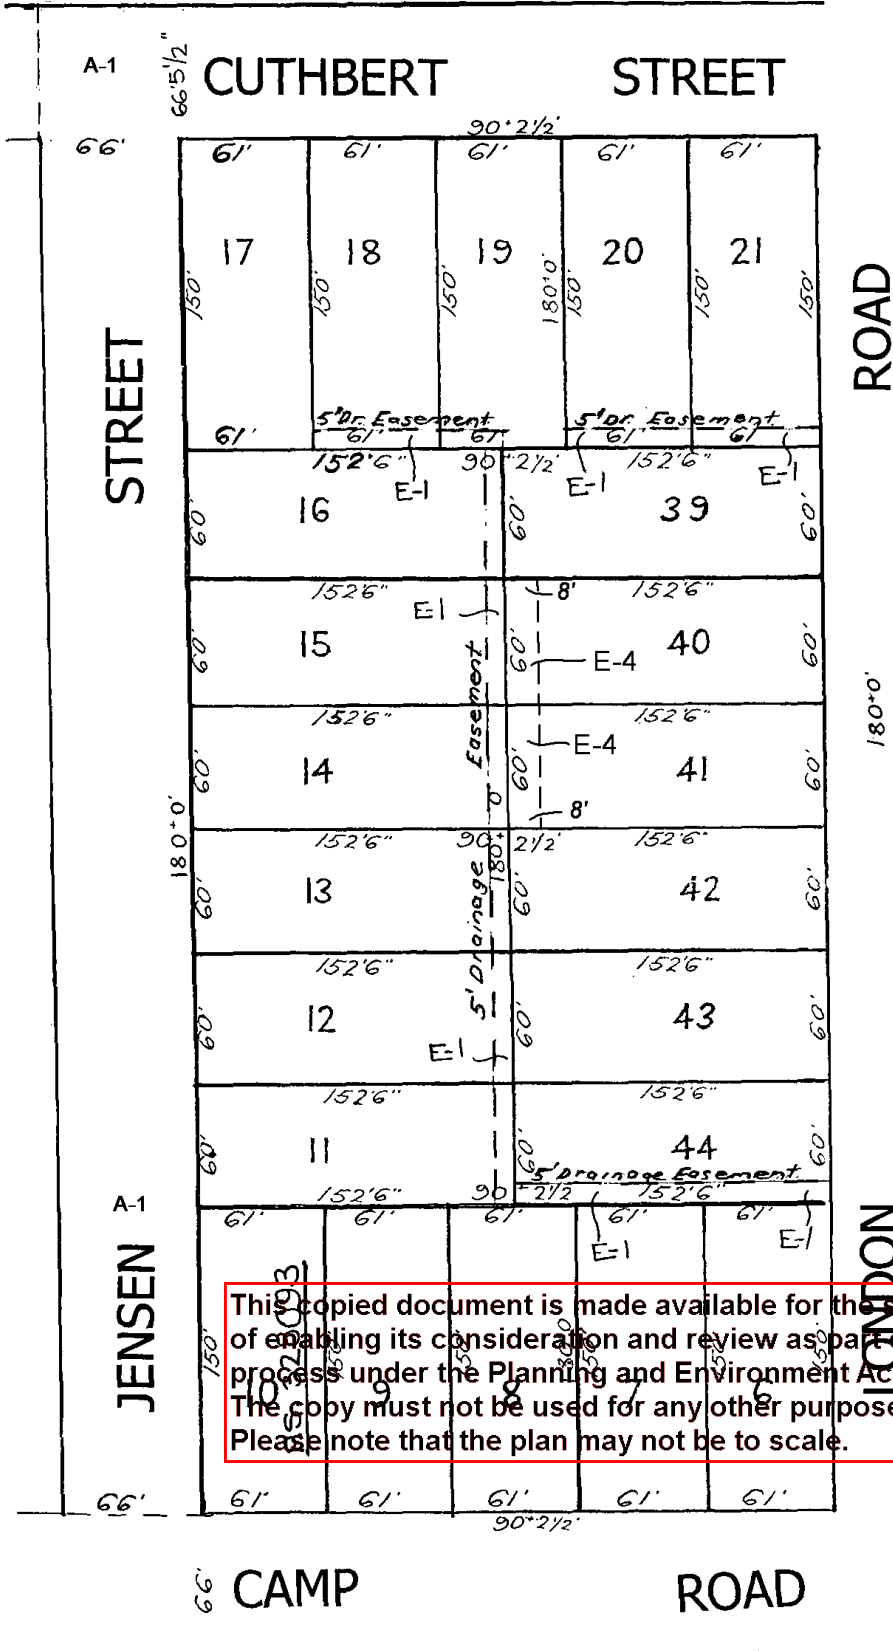 A-1
66'5½"
CUTHBERT STREET
90°2½'
66'
61' 61' 61' 61' 61'
17 18 19 20 21
150' 150' 150' 180°0' 150' 150' 150'
ROAD
STREET
5'Dr. Easement 5'Dr. Easement
61' 61' 61' 61 61
152'6" 90°2½' 152'6"
E-1 E-1 E-1
60' 16 60' 39 60'
152'6" 8' 152'6"
E-1
60' 15 60' 40 60'
E-4
180°0'
152'6" 152'6"
E-4
60' 14 60' 41 60'
8'
180°0'
152'6" 90°2½' 152'6"
180°0
5' Drainage Easement
60' 13 60' 42 60'
152'6" 152'6"
60' 12 60' 43 60'
E-1
152'6" 152'6"
60' 11 60' 44 60'
5'Drainage Easement
152'6" 90°2½ 152'6"
A-1
61' 61' 61' 61' 61'
E-1 E-1
JENSEN
LONDON
This copied document is made available for the s
of enabling its consideration and review as part
process under the Planning and Environment Ac
The copy must not be used for any other purpose
Please note that the plan may not be to scale.
150' 150' 150' 150' 150' 150'
10 9 8 7 6
66' 61' 61' 61' 61' 61'
90°2½'
66' CAMP ROAD